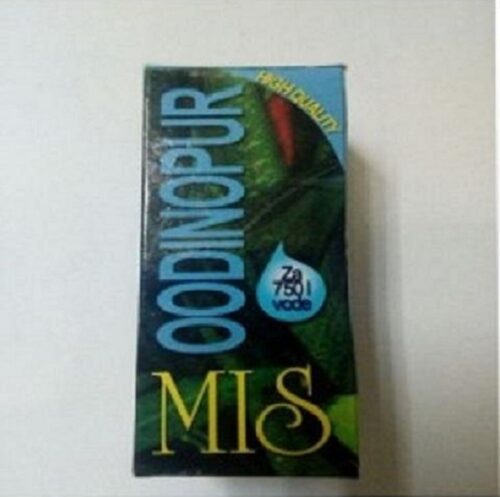 HIGH QUALITY
OODINOPUR
Za
750 l
vode
MIS